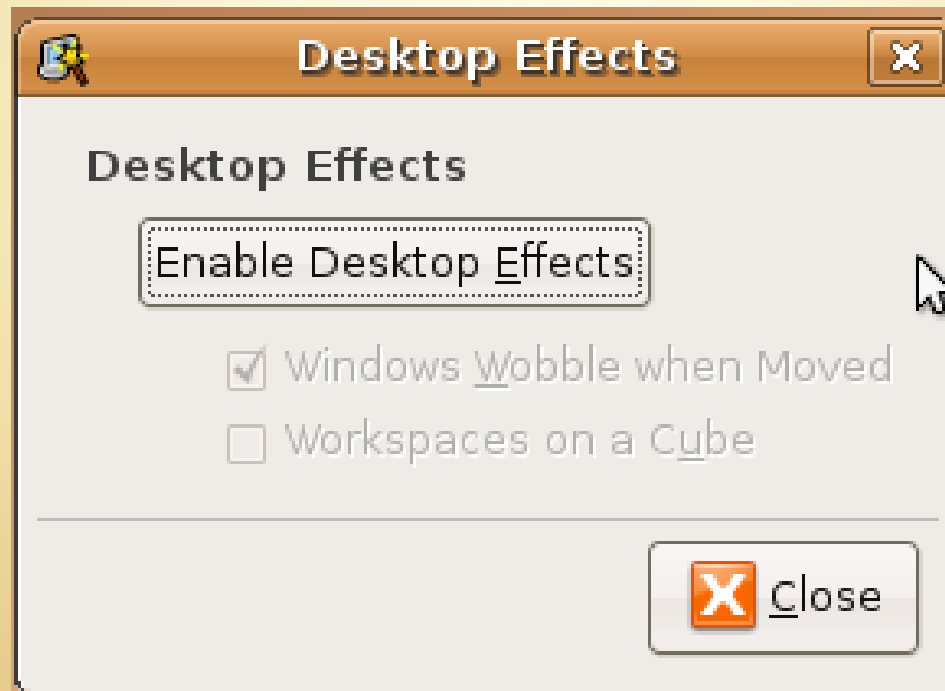 Desktop Effects
Desktop Effects
Enable Desktop Effects
Windows Wobble when Moved
Workspaces on a Cube
Close